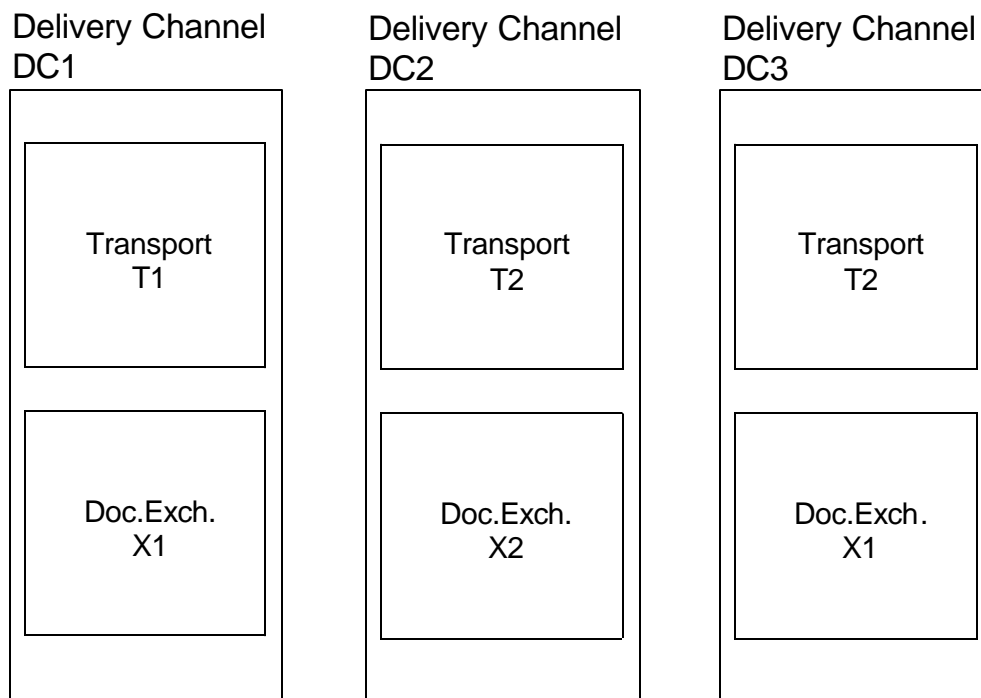 Delivery Channel
DC1
Transport
T1
Doc.Exch.
X1
Delivery Channel
DC2
Transport
T2
Doc.Exch.
X2
Delivery Channel
DC3
Transport
T2
Doc.Exch.
X1